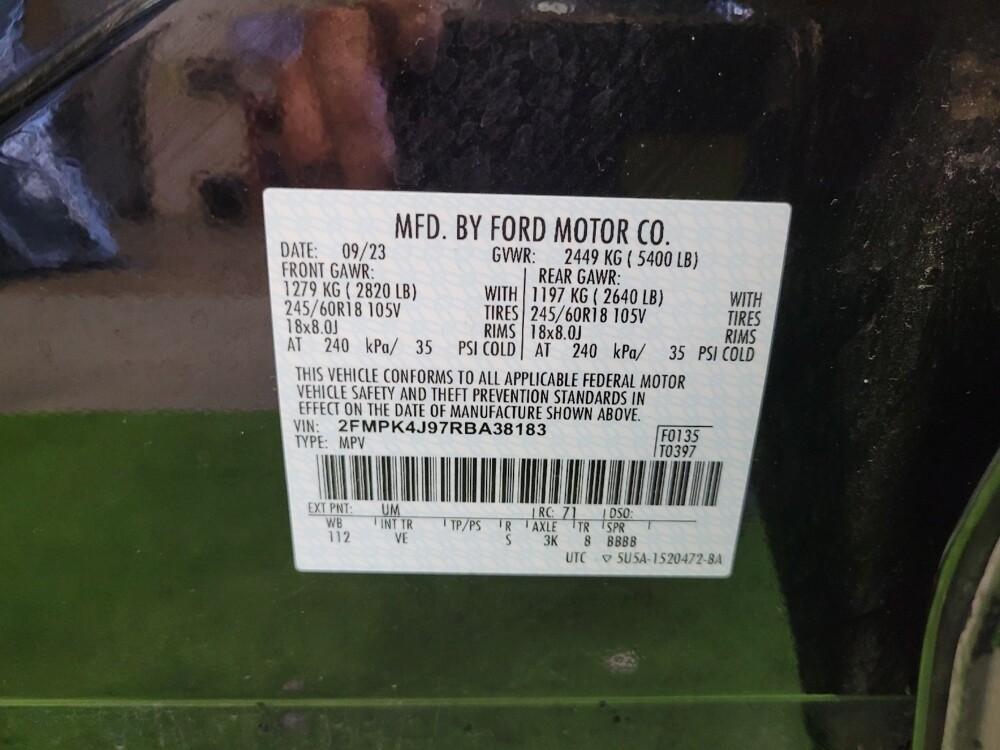 MFD. BY FORD MOTOR CO.
DATE: 09/23 GVWR: 2449 KG ( 5400 LB)
FRONT GAWR: REAR GAWR:
1279 KG ( 2820 LB) WITH 1197 KG ( 2640 LB) WITH
245/60R18 105V TIRES 245/60R18 105V TIRES
18x8.0J RIMS 18x8.0J RIMS
AT 240 kPa/ 35 PSI COLD AT 240 kPa/ 35 PSI COLD
THIS VEHICLE CONFORMS TO ALL APPLICABLE FEDERAL MOTOR
VEHICLE SAFETY AND THEFT PREVENTION STANDARDS IN
EFFECT ON THE DATE OF MANUFACTURE SHOWN ABOVE.
VIN: 2FMPK4J97RBA38183 F0135
TYPE: MPV T0397
EXT PNT: UM RC: 71 DSO:
WB INT TR TP/PS R AXLE TR SPR
112 VE S 3K 8 BBBB
UTC ▽ 5U5A-1520472-BA